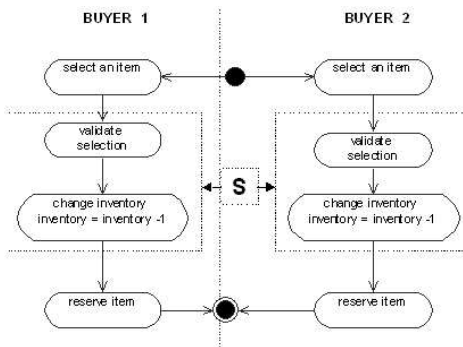 BUYER 1
BUYER 2
select an item
select an item
validate
selection
validate
selection
S
change inventory
inventory = inventory -1
change inventory
inventory = inventory -1
reserve item
reserve item